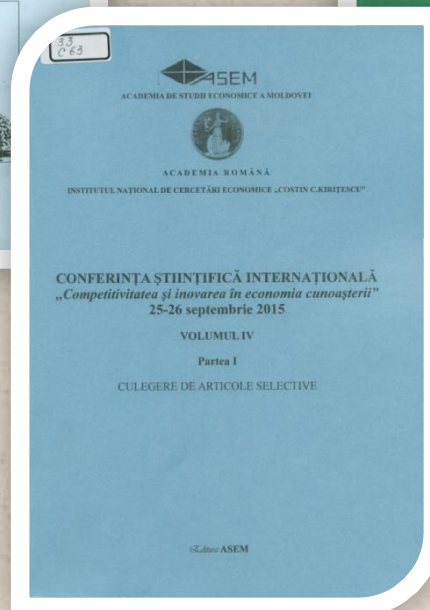 33
C 63
ASEM
ACADEMIA DE STUDII ECONOMICE A MOLDOVEI
ACADEMIA ROMÂNĂ
INSTITUTUL NAȚIONAL DE CERCETĂRI ECONOMICE „COSTIN C.KIRIȚESCU”
CONFERINȚA ȘTIINȚIFICĂ INTERNAȚIONALĂ
„Competitivitatea și inovarea în economia cunoașterii”
25-26 septembrie 2015
VOLUMUL IV
Partea I
CULEGERE DE ARTICOLE SELECTIVE
Editura ASEM